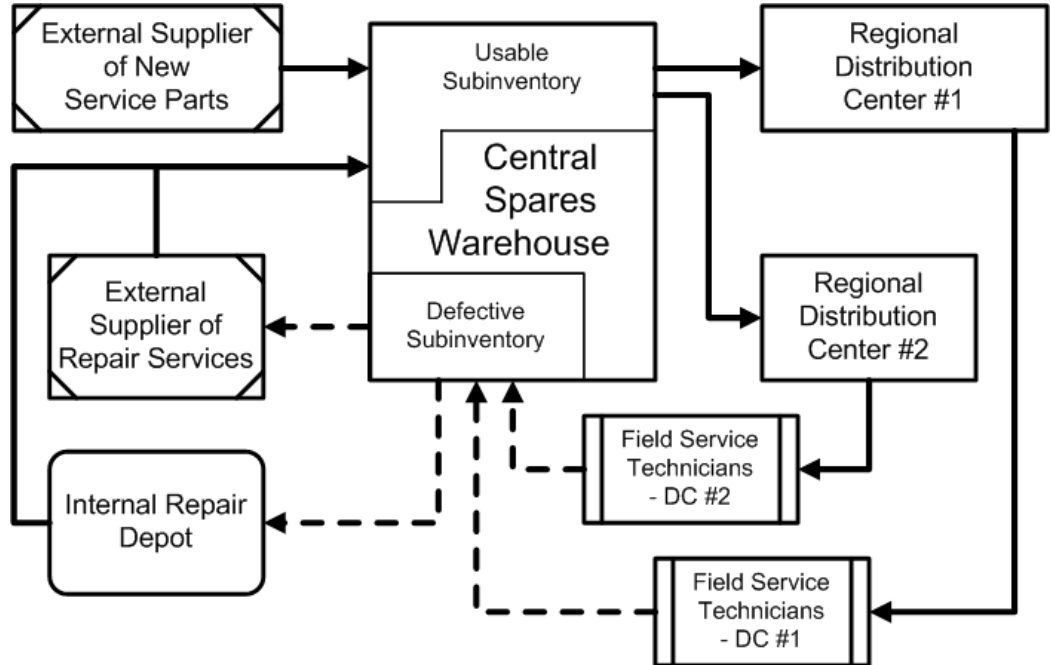 External Supplier
of New
Service Parts
Usable
Subinventory
Regional
Distribution
Center #1
Central
Spares
Warehouse
External
Supplier of
Repair Services
Defective
Subinventory
Regional
Distribution
Center #2
Field Service
Technicians
- DC #2
Internal Repair
Depot
Field Service
Technicians
- DC #1